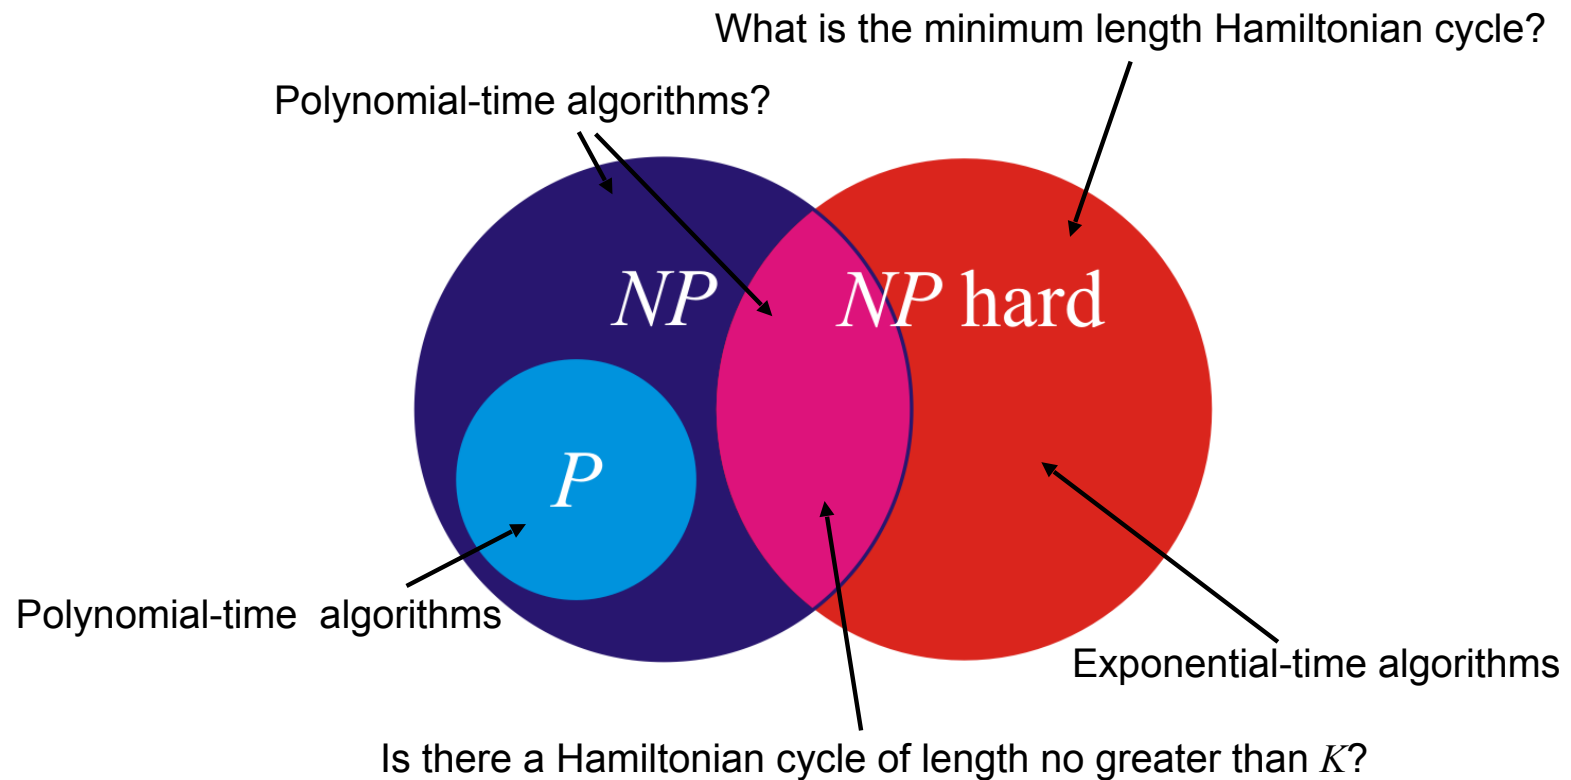 What is the minimum length Hamiltonian cycle?
Polynomial-time algorithms?
NP
NP hard
P
Polynomial-time algorithms
Exponential-time algorithms
Is there a Hamiltonian cycle of length no greater than K?